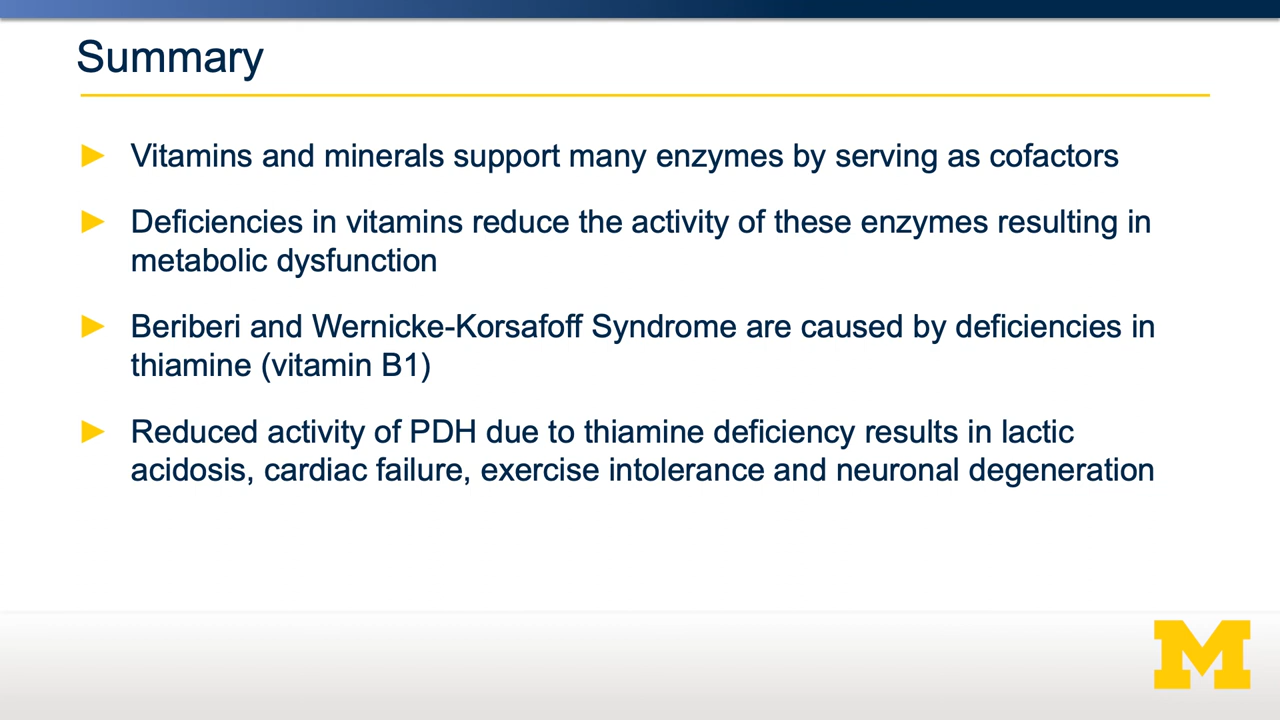 Summary
► Vitamins and minerals support many enzymes by serving as cofactors
► Deficiencies in vitamins reduce the activity of these enzymes resulting in
metabolic dysfunction
► Beriberi and Wernicke-Korsafoff Syndrome are caused by deficiencies in
thiamine (vitamin B1)
► Reduced activity of PDH due to thiamine deficiency results in lactic
acidosis, cardiac failure, exercise intolerance and neuronal degeneration
M